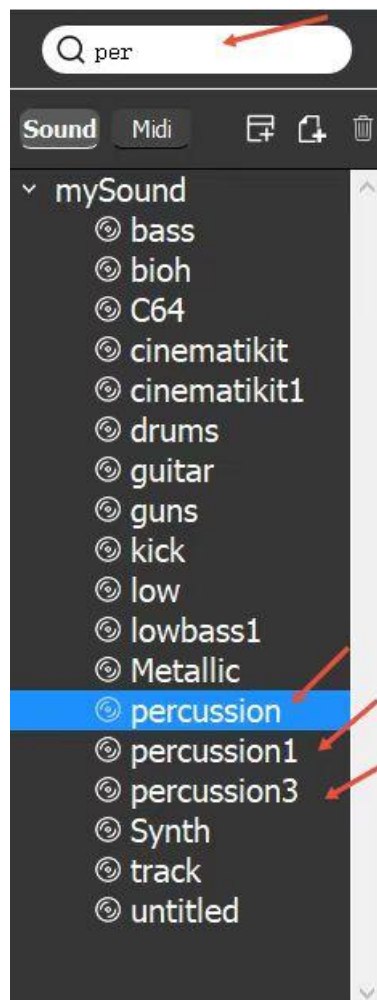 per
Sound Midi
mySound
bass
bioh
C64
cinematikit
cinematikit1
drums
guitar
guns
kick
low
lowbass1
Metallic
percussion
percussion1
percussion3
Synth
track
untitled